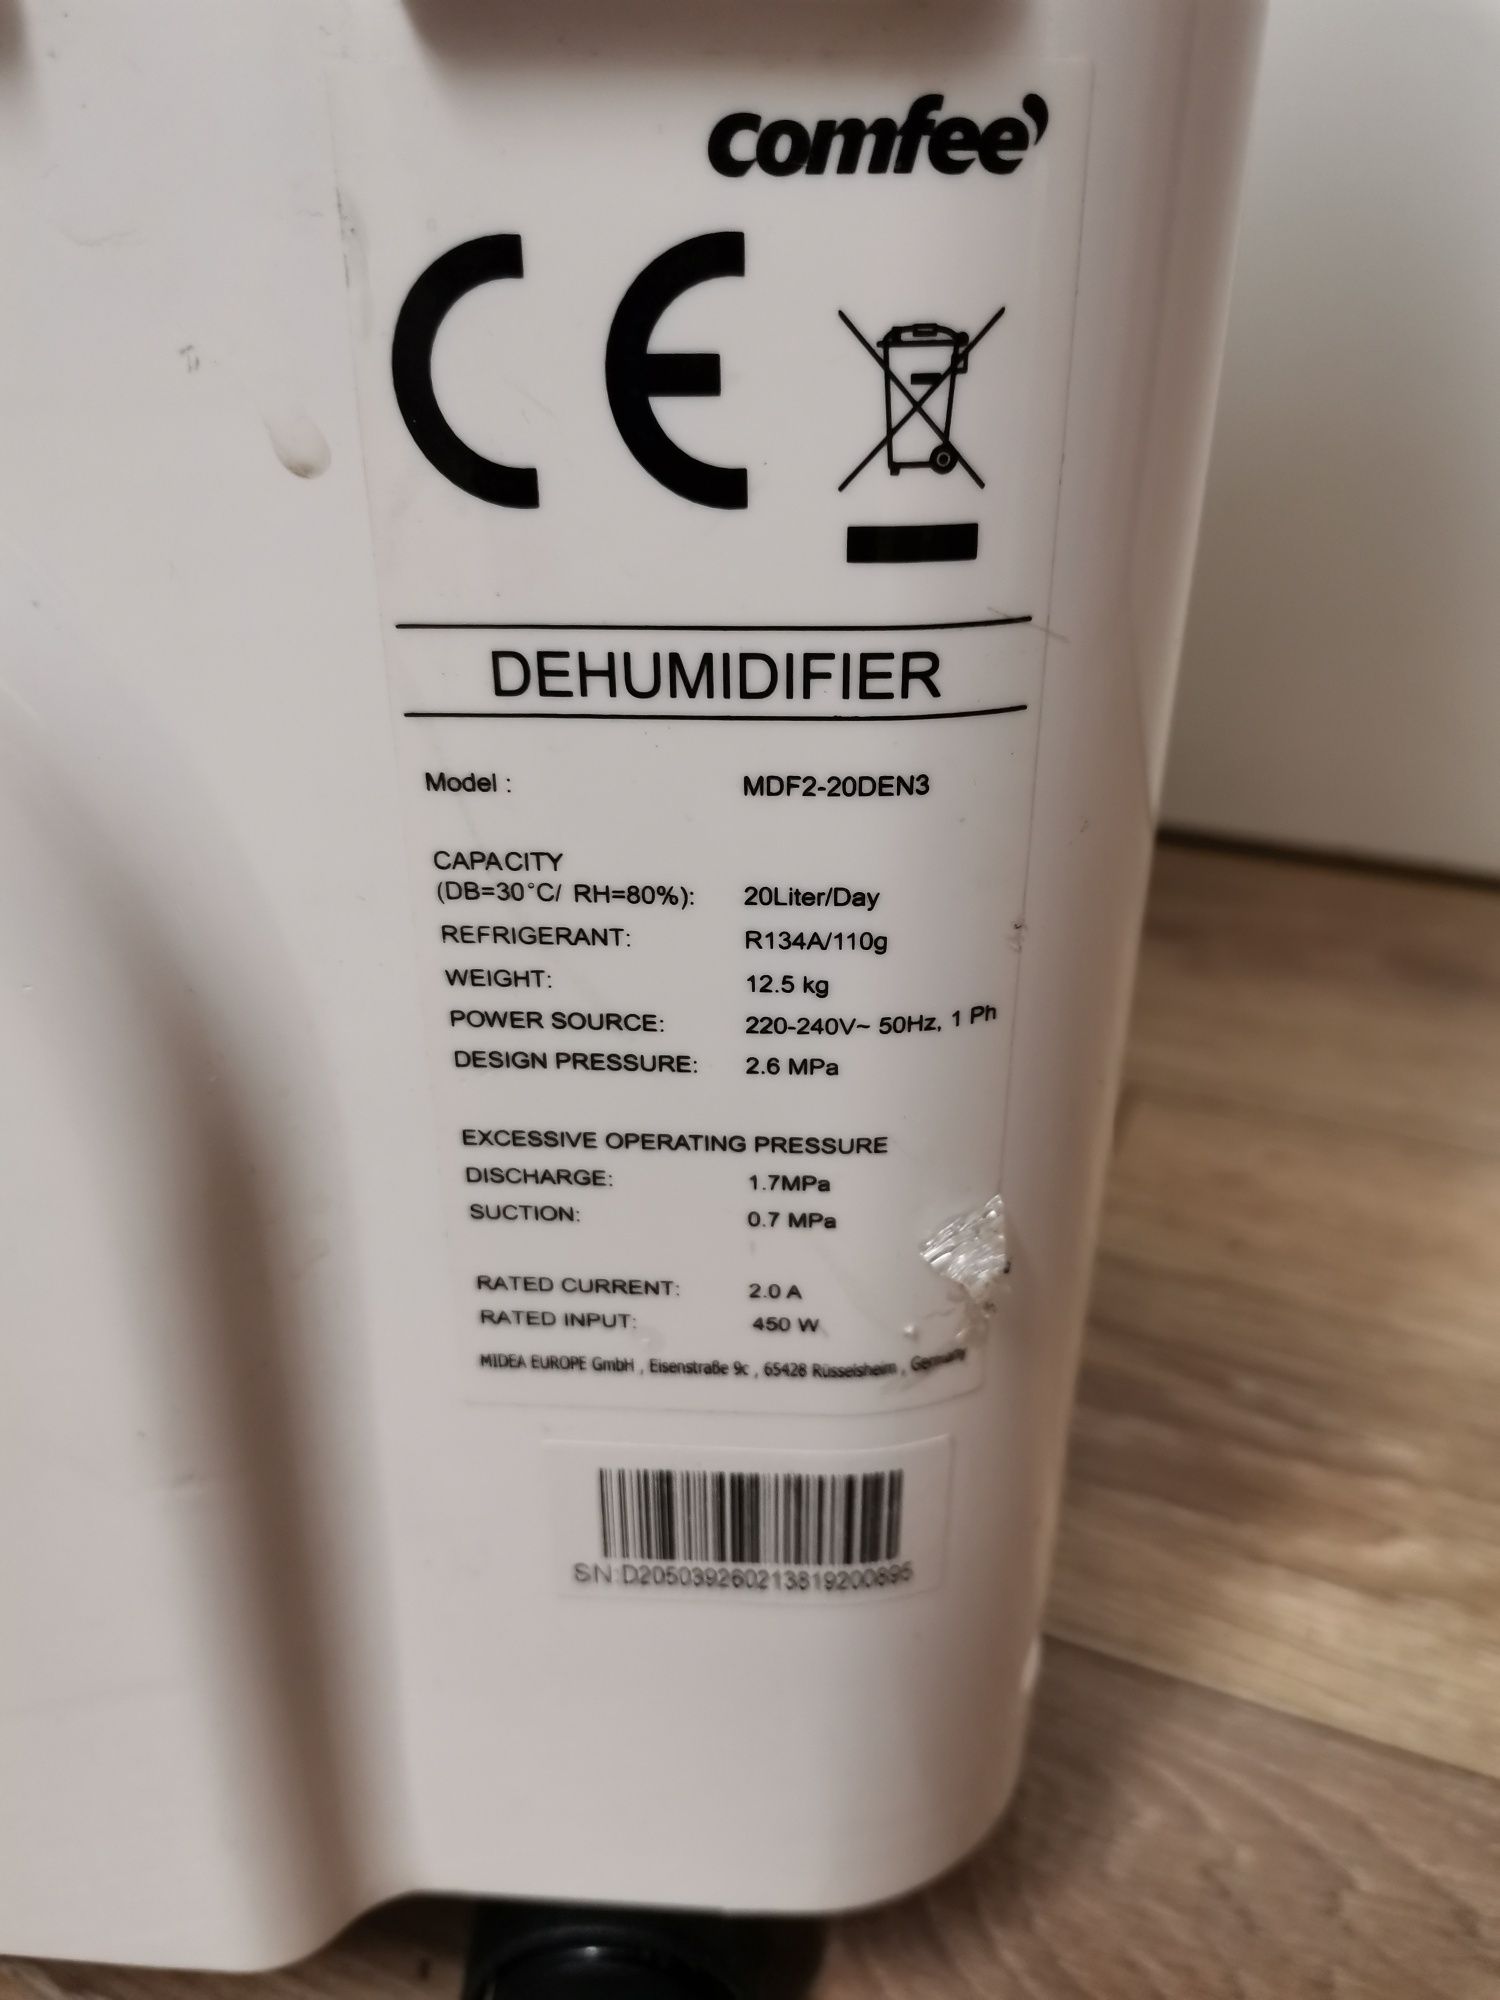 comfee'
CE
DEHUMIDIFIER
Model : MDF2-20DEN3
CAPACITY
(DB=30°C/ RH=80%): 20Liter/Day
REFRIGERANT: R134A/110g
WEIGHT: 12.5 kg
POWER SOURCE: 220-240V~ 50Hz, 1 Ph
DESIGN PRESSURE: 2.6 MPa
EXCESSIVE OPERATING PRESSURE
DISCHARGE: 1.7MPa
SUCTION: 0.7 MPa
RATED CURRENT: 2.0 A
RATED INPUT: 450 W
MIDEA EUROPE GmbH , Eisenstraße 9c , 65428 Rüsselsheim , Germany
SN:D205039260213819200695